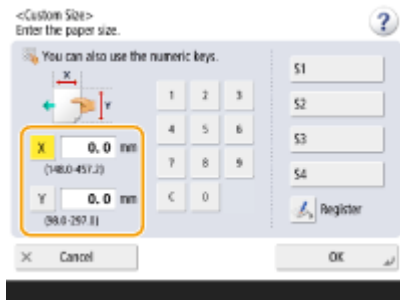 <Custom Size>
Enter the paper size.
?
You can also use the numeric keys.
X
Y
1 2 3
4 5 6
7 8 9
C 0
X 0.0 mm
(148.0-457.2)
Y 0.0 mm
(98.0-297.0)
S1
S2
S3
S4
Register
× Cancel
OK